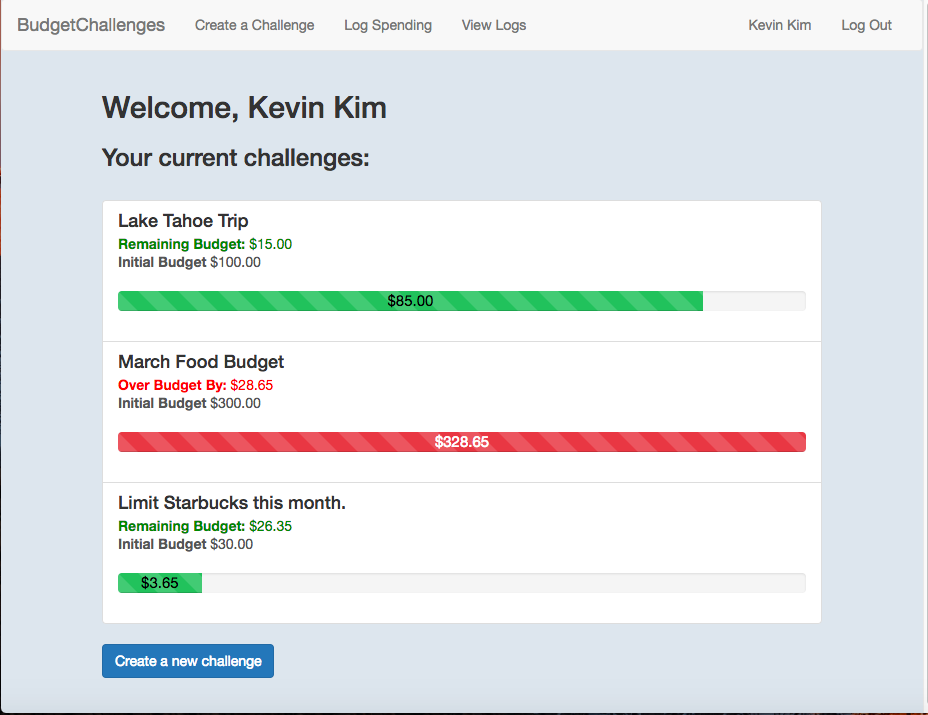 BudgetChallenges Create a Challenge Log Spending View Logs Kevin Kim Log Out
Welcome, Kevin Kim
Your current challenges:
Lake Tahoe Trip
Remaining Budget: $15.00
Initial Budget $100.00
$85.00
March Food Budget
Over Budget By: $28.65
Initial Budget $300.00
$328.65
Limit Starbucks this month.
Remaining Budget: $26.35
Initial Budget $30.00
$3.65
Create a new challenge